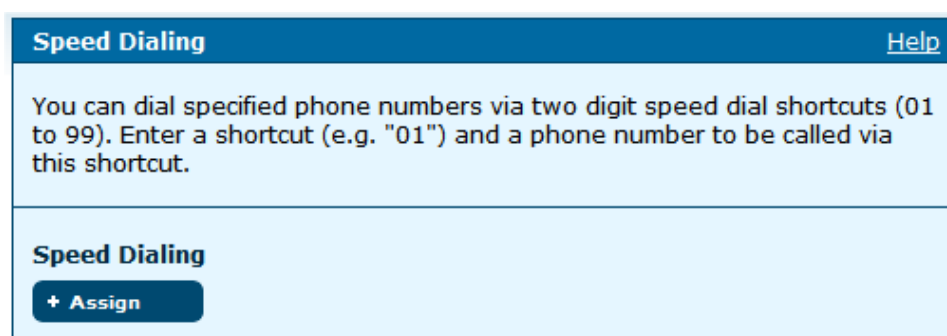 Speed Dialing Help
You can dial specified phone numbers via two digit speed dial shortcuts (01
to 99). Enter a shortcut (e.g. "01") and a phone number to be called via
this shortcut.
Speed Dialing
+ Assign